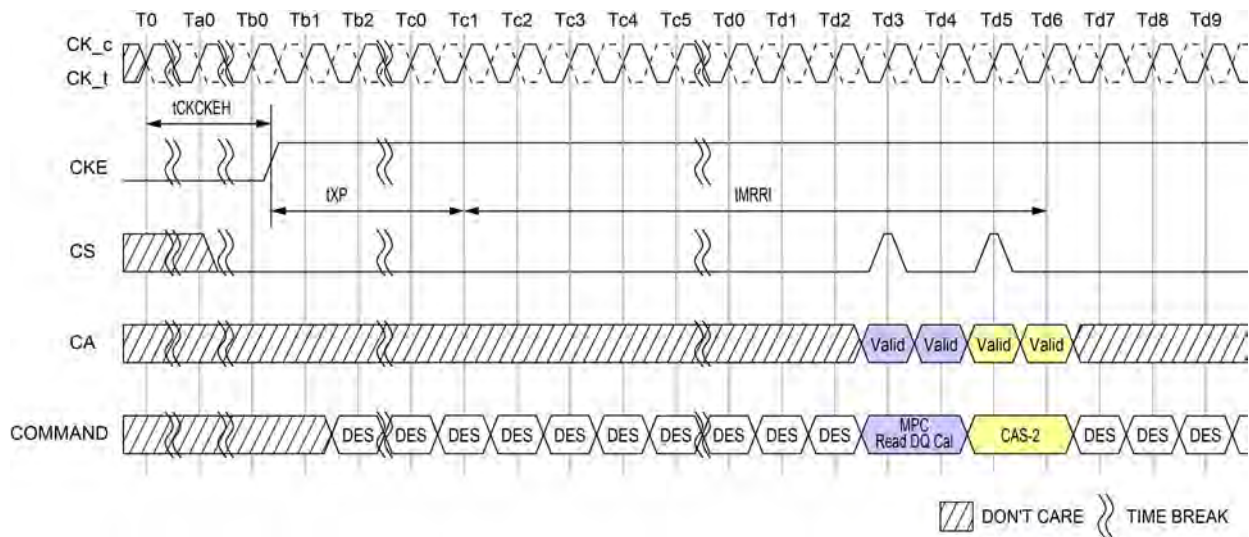 T0 Ta0 Tb0 Tb1 Tb2 Tc0 Tc1 Tc2 Tc3 Tc4 Tc5 Td0 Td1 Td2 Td3 Td4 Td5 Td6 Td7 Td8 Td9
CK_c
CK_t
tCKCKEH
CKE
tXP tMRRI
CS
CA Valid Valid Valid Valid
COMMAND DES DES DES DES DES DES DES DES DES MPC Read DQ Cal CAS-2 DES DES DES
DON'T CARE TIME BREAK